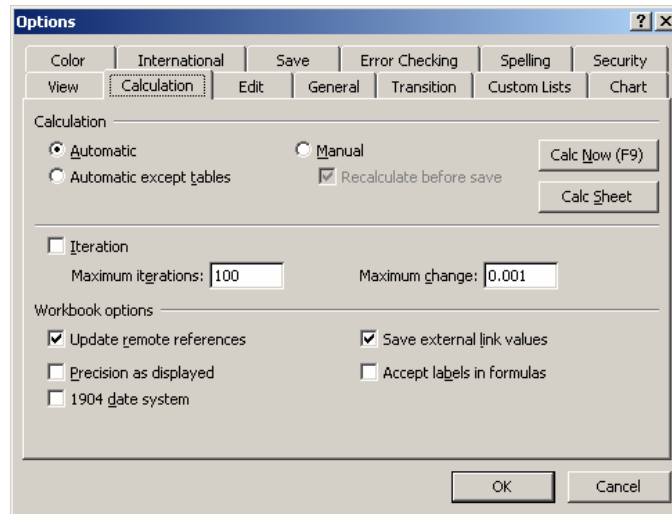 Options
Color International Save Error Checking Spelling Security
View Calculation Edit General Transition Custom Lists Chart
Calculation
Automatic Manual Calc Now (F9)
Automatic except tables Recalculate before save
Calc Sheet
Iteration
Maximum iterations: 100 Maximum change: 0.001
Workbook options
Update remote references Save external link values
Precision as displayed Accept labels in formulas
1904 date system
OK Cancel